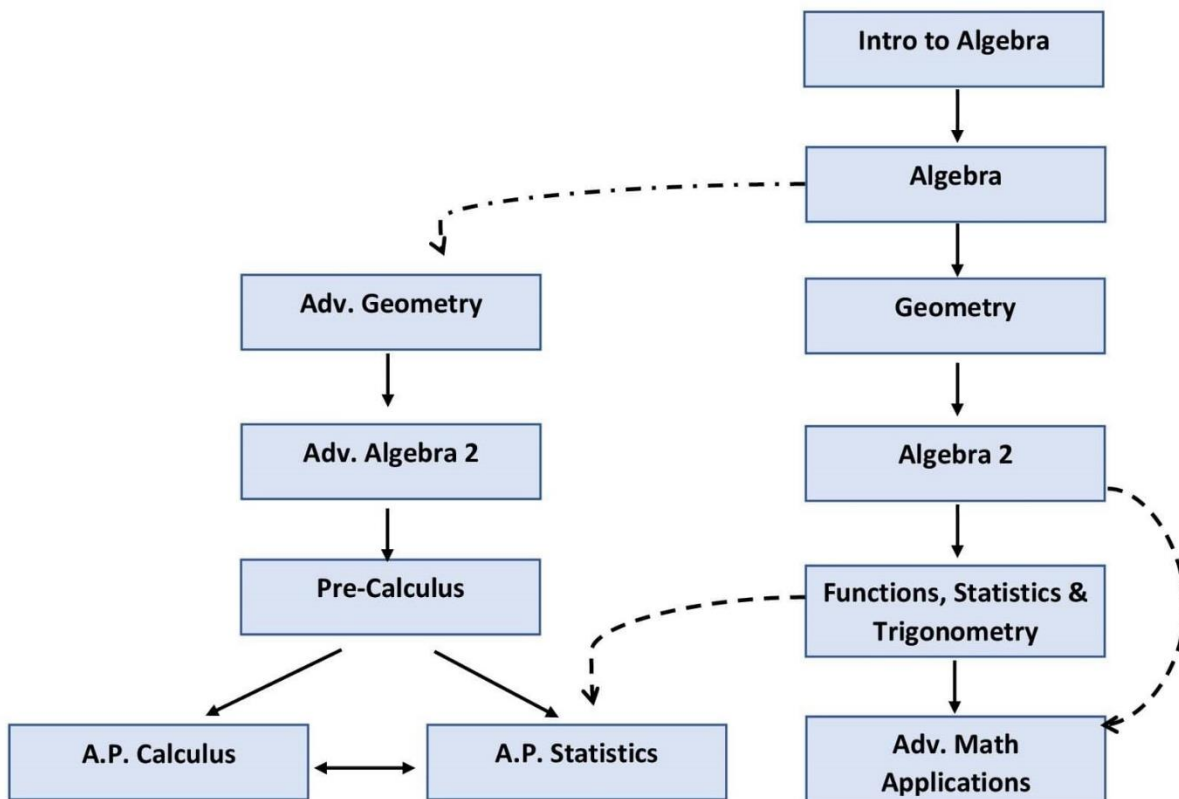 Intro to Algebra
Algebra
Adv. Geometry
Geometry
Adv. Algebra 2
Algebra 2
Pre-Calculus
Functions, Statistics &
Trigonometry
A.P. Calculus
A.P. Statistics
Adv. Math
Applications